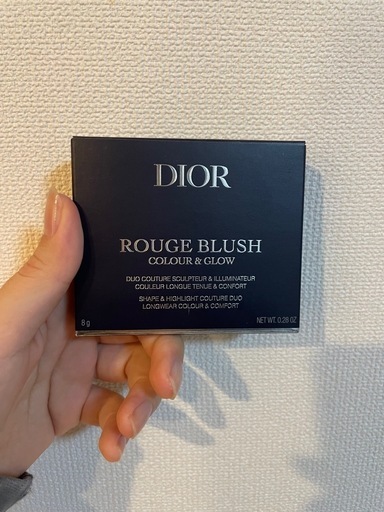 DIOR
ROUGE BLUSH
COLOUR & GLOW
DUO COUTURE SCULPTEUR & ILLUMINATEUR
COULEUR LONGUE TENUE & CONFORT
SHAPE & HIGHLIGHT COUTURE DUO
LONGWEAR COLOUR & COMFORT
8 g NET WT. 0.28 OZ